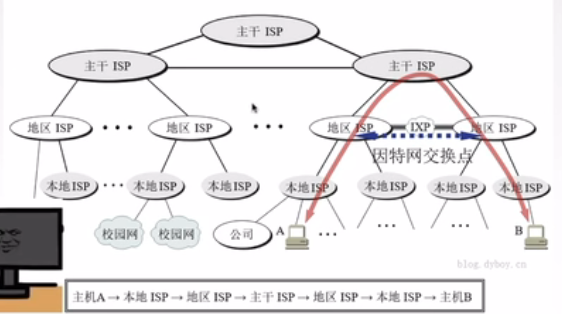 主干 ISP
主干 ISP
主干 ISP
地区 ISP
地区 ISP
地区 ISP
IXP
地区 ISP
因特网交换点
本地ISP
本地ISP
本地ISP
本地ISP
本地ISP
本地ISP
本地ISP
校园网
校园网
公司
A
B
blog.dyboy.cn
主机A → 本地 ISP → 地区 ISP → 主干 ISP → 地区 ISP → 本地 ISP → 主机B